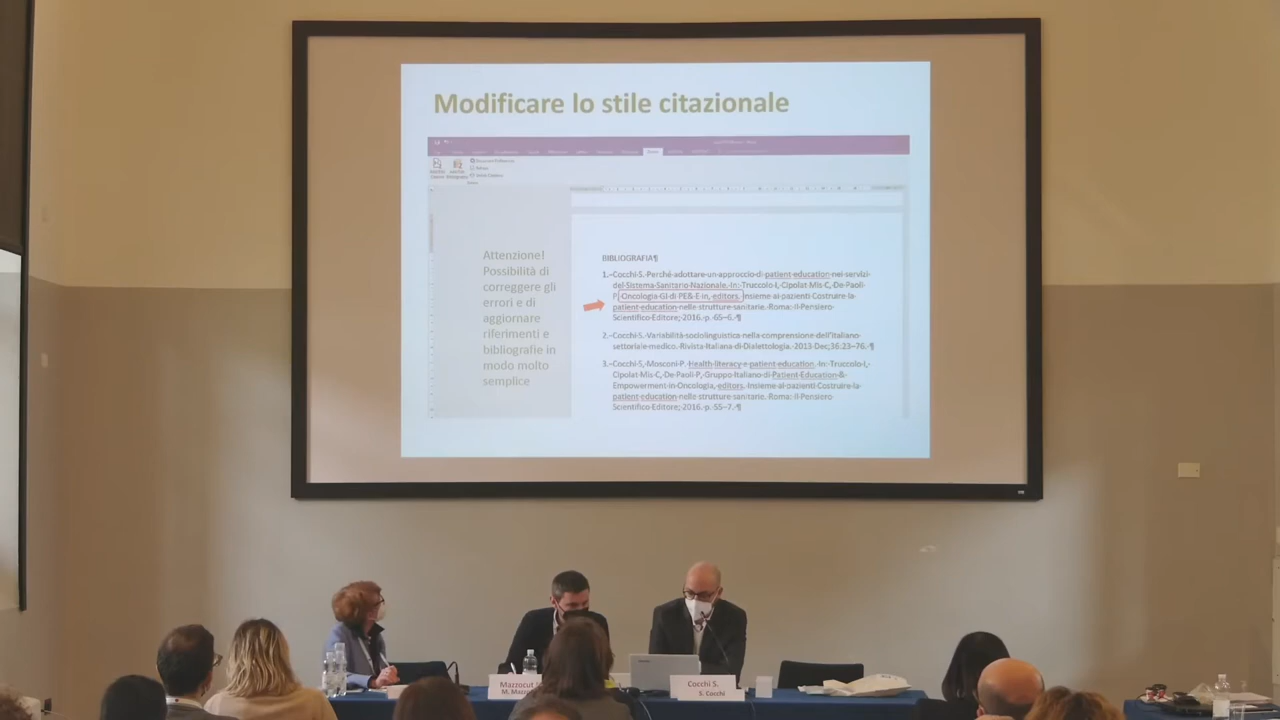 Modificare lo stile citazionale
Attenzione!
Possibilità di
correggere gli
errori e di
aggiornare
riferimenti e
bibliografie in
modo molto
semplice
BIBLIOGRAFIA¶
1.→Cocchi·S.·Perché·adottare·un·approccio·di·patient·education·nei·servizi·
del·Sistema·Sanitario·Nazionale.·In:·Truccolo·I,·Cipolat·Mis·C,·De·Paoli·
P,·Oncologia·GI·di·PE&·E·in,·editors.·Insieme·ai·pazienti·Costruire·la·
patient·education·nelle·strutture·sanitarie.·Roma:·Il·Pensiero·
Scientifico·Editore;·2016.·p.·65–6.¶
2.→Cocchi·S.·Variabilità·sociolinguistica·nella·comprensione·dell'italiano·
settoriale·medico.·Rivista·Italiana·di·Dialettologia.·2013·Dec;36:23–76.¶
3.→Cocchi·S,·Mosconi·P.·Health·literacy·e·patient·education.·In:·Truccolo·I,·
Cipolat·Mis·C,·De·Paoli·P,·Gruppo·Italiano·di·Patient·Education·&·
Empowerment·in·Oncologia,·editors.·Insieme·ai·pazienti·Costruire·la·
patient·education·nelle·strutture·sanitarie.·Roma:·Il·Pensiero·
Scientifico·Editore;·2016.·p.·55–7.¶
Mazzocut
Cocchi S.
S. Cocchi